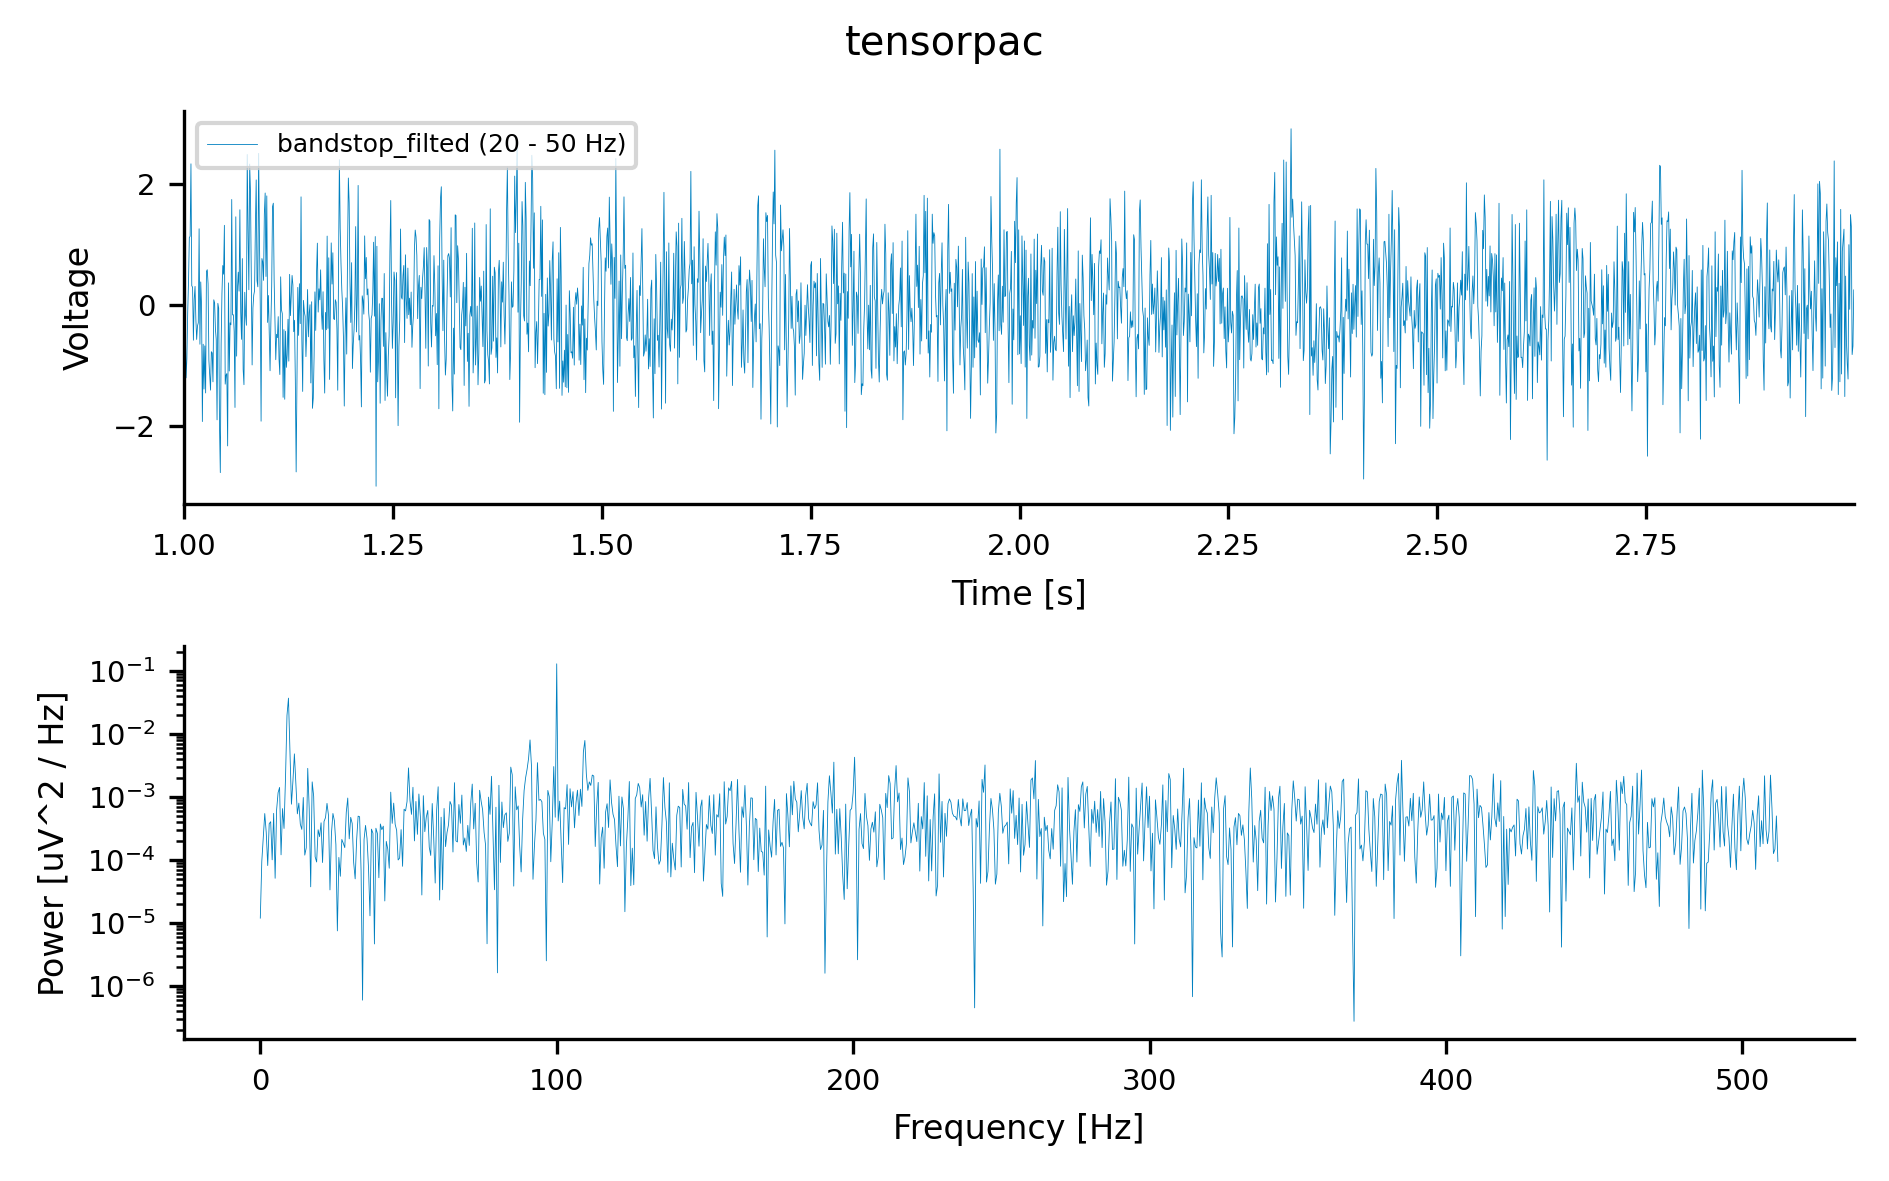 tensorpac
bandstop_filted (20 - 50 Hz)
Voltage
2
0
−2
1.00 1.25 1.50 1.75 2.00 2.25 2.50 2.75
Time [s]
Power [uV^2 / Hz]
10⁻¹
10⁻²
10⁻³
10⁻⁴
10⁻⁵
10⁻⁶
0 100 200 300 400 500
Frequency [Hz]